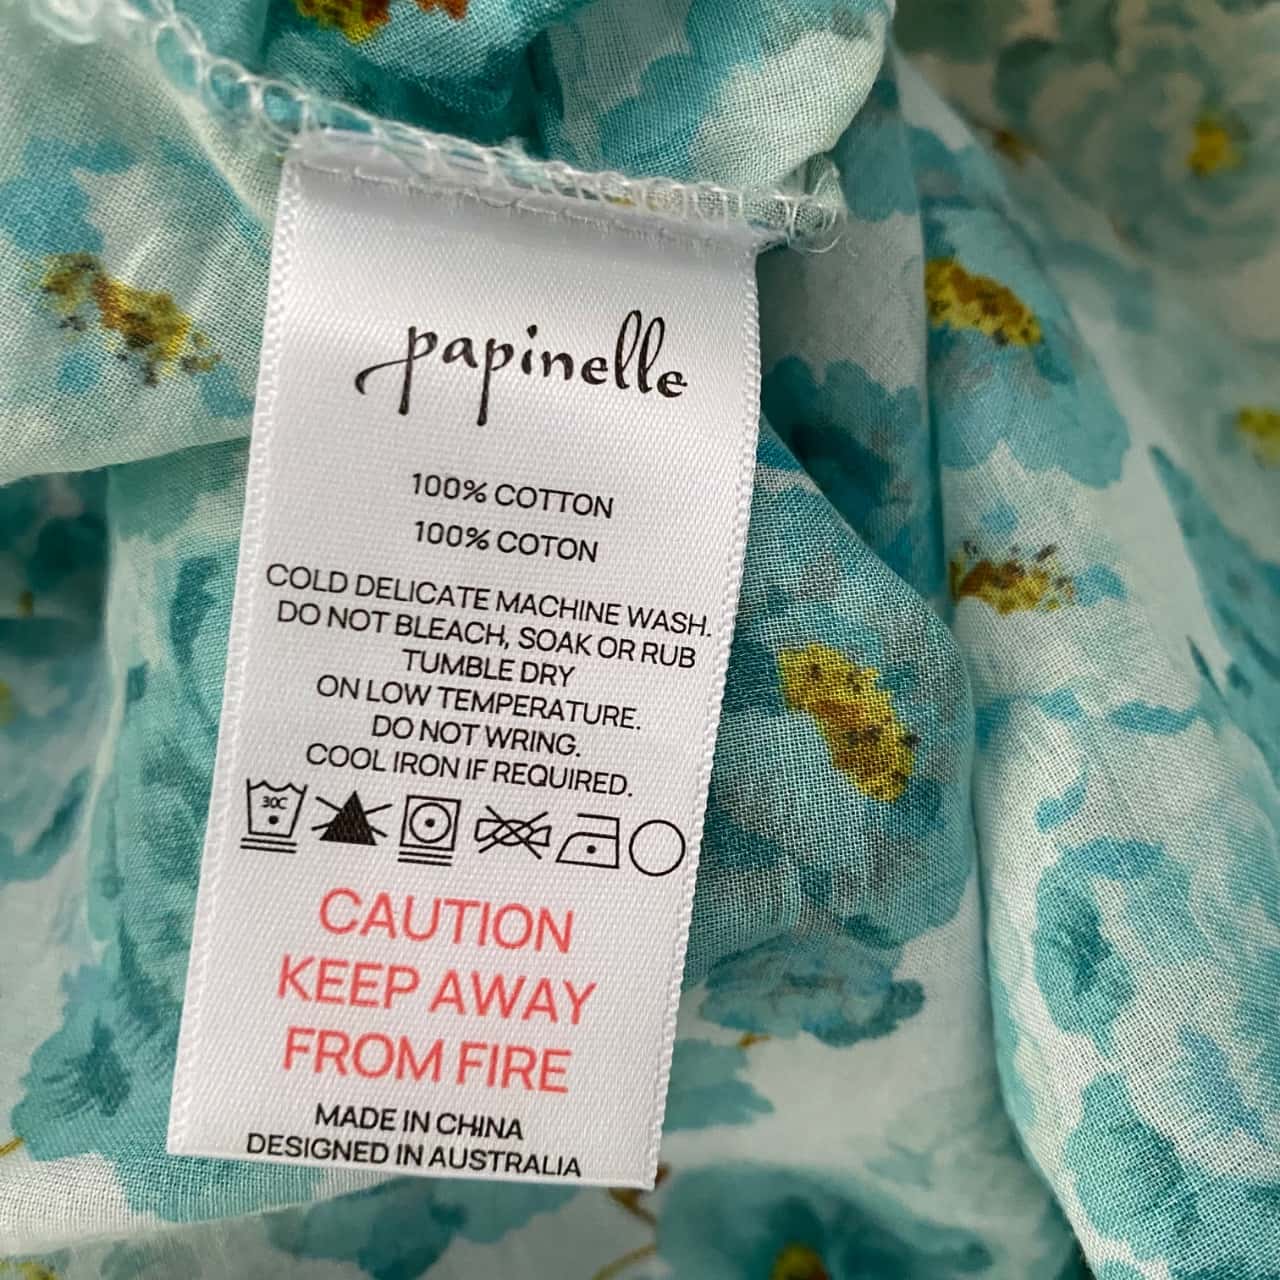 papinelle
100% COTTON
100% COTON
COLD DELICATE MACHINE WASH.
DO NOT BLEACH, SOAK OR RUB
TUMBLE DRY
ON LOW TEMPERATURE.
DO NOT WRING.
COOL IRON IF REQUIRED.
30C
CAUTION
KEEP AWAY
FROM FIRE
MADE IN CHINA
DESIGNED IN AUSTRALIA